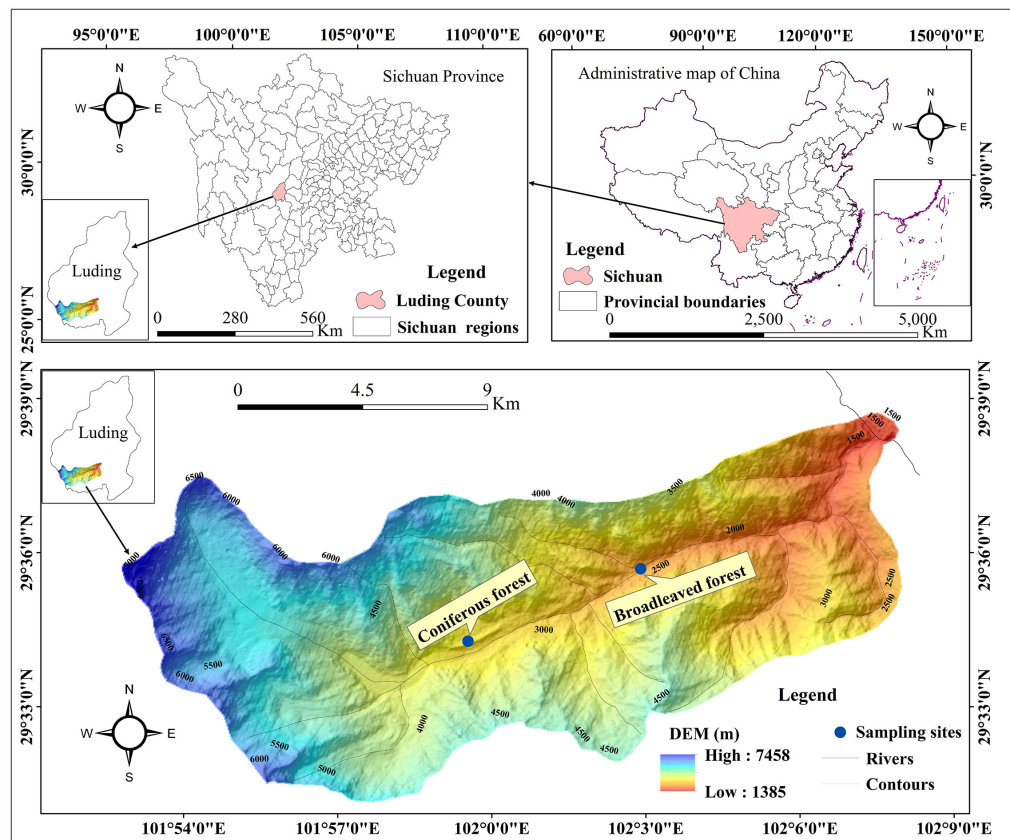 95°0'0"E 100°0'0"E 105°0'0"E 110°0'0"E
60°0'0"E 90°0'0"E 120°0'0"E 150°0'0"E
N
W E
S
Sichuan Province
30°0'0"N
25°0'0"N
Luding
Legend
Luding County
Sichuan regions
0 280 560
Km
Administrative map of China
N
W E
S
30°0'0"N
Legend
Sichuan
Provincial boundaries
0 2,500 5,000
Km
29°39'0"N
29°36'0"N
29°33'0"N
Luding
0 4.5 9
Km
29°39'0"N
29°36'0"N
29°33'0"N
1500
1500
1500
6500
6000
6000
6000
4000
4000
3500
2000
2500
4500
3000
3000
2500
2500
6500
6000
5500
4500
4500
4500
4500
4000
5500
6000
5000
Coniferous forest
Broadleaved forest
N
W E
S
Legend
DEM (m)
High : 7458
Low : 1385
Sampling sites
Rivers
Contours
101°54'0"E 101°57'0"E 102°0'0"E 102°3'0"E 102°6'0"E 102°9'0"E